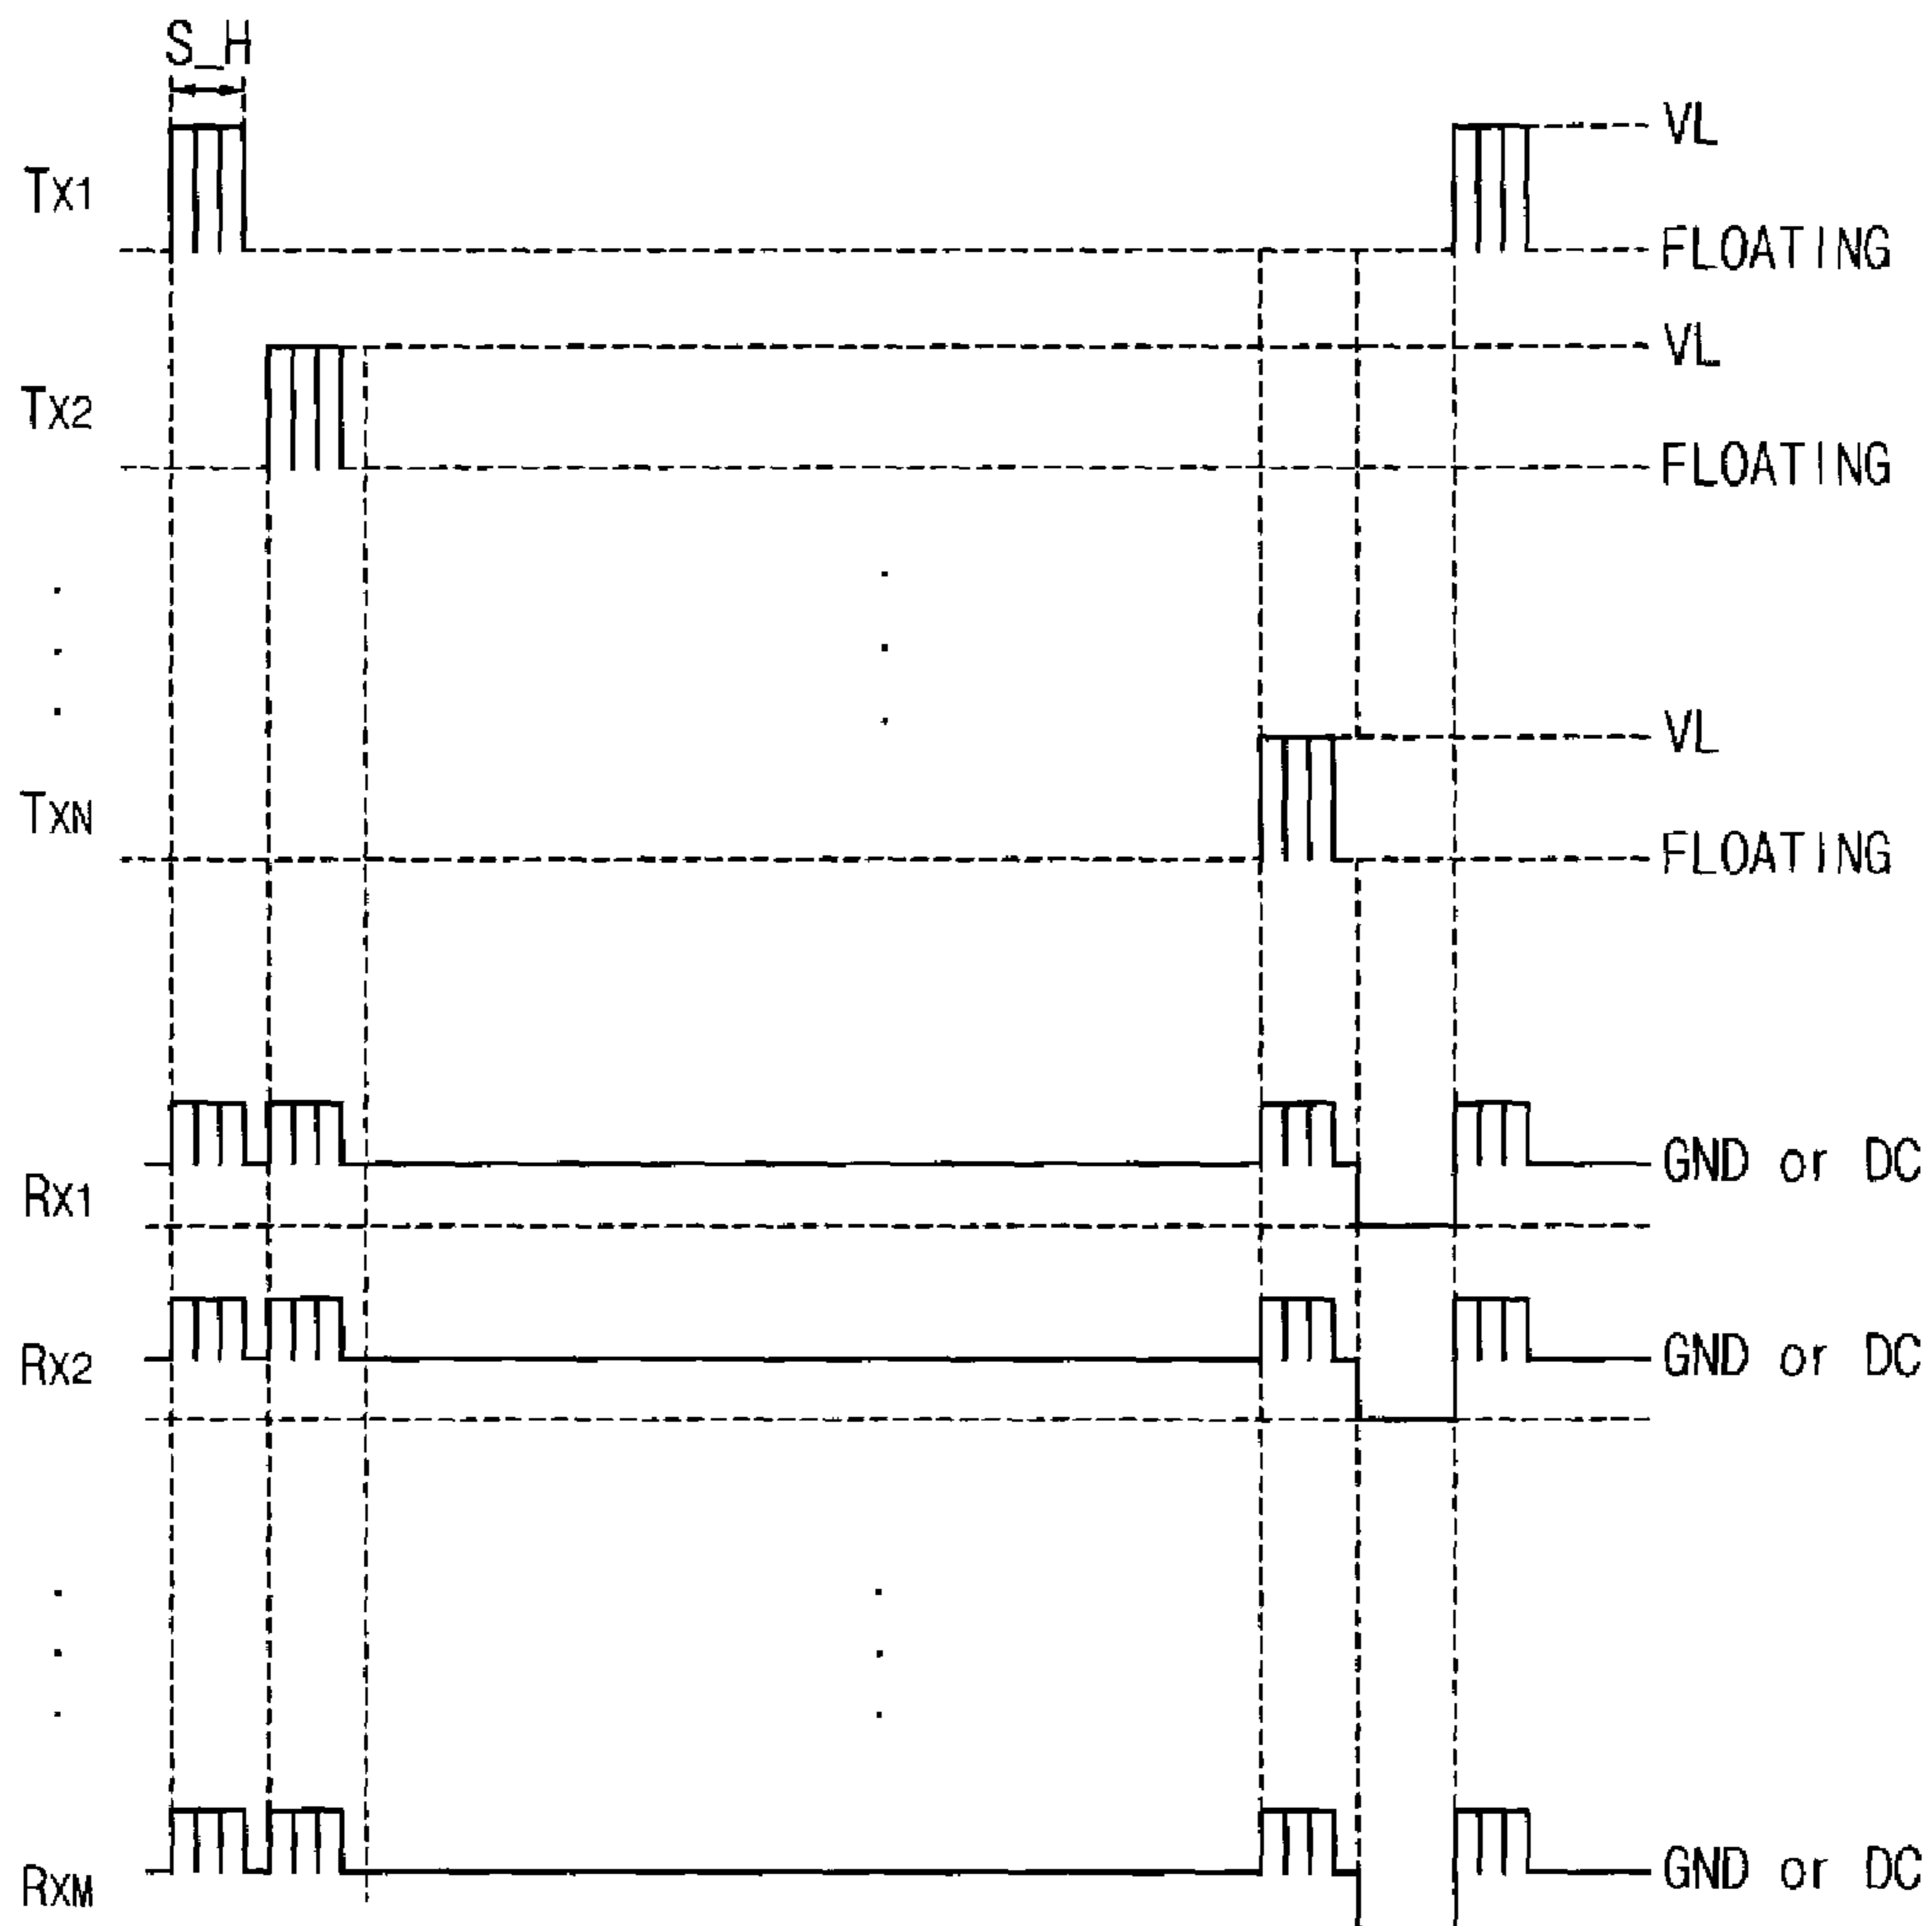 S_H
Tx1
VL
FLOATING
Tx2
VL
FLOATING
TxN
VL
FLOATING
Rx1
GND or DC
Rx2
GND or DC
RxM
GND or DC